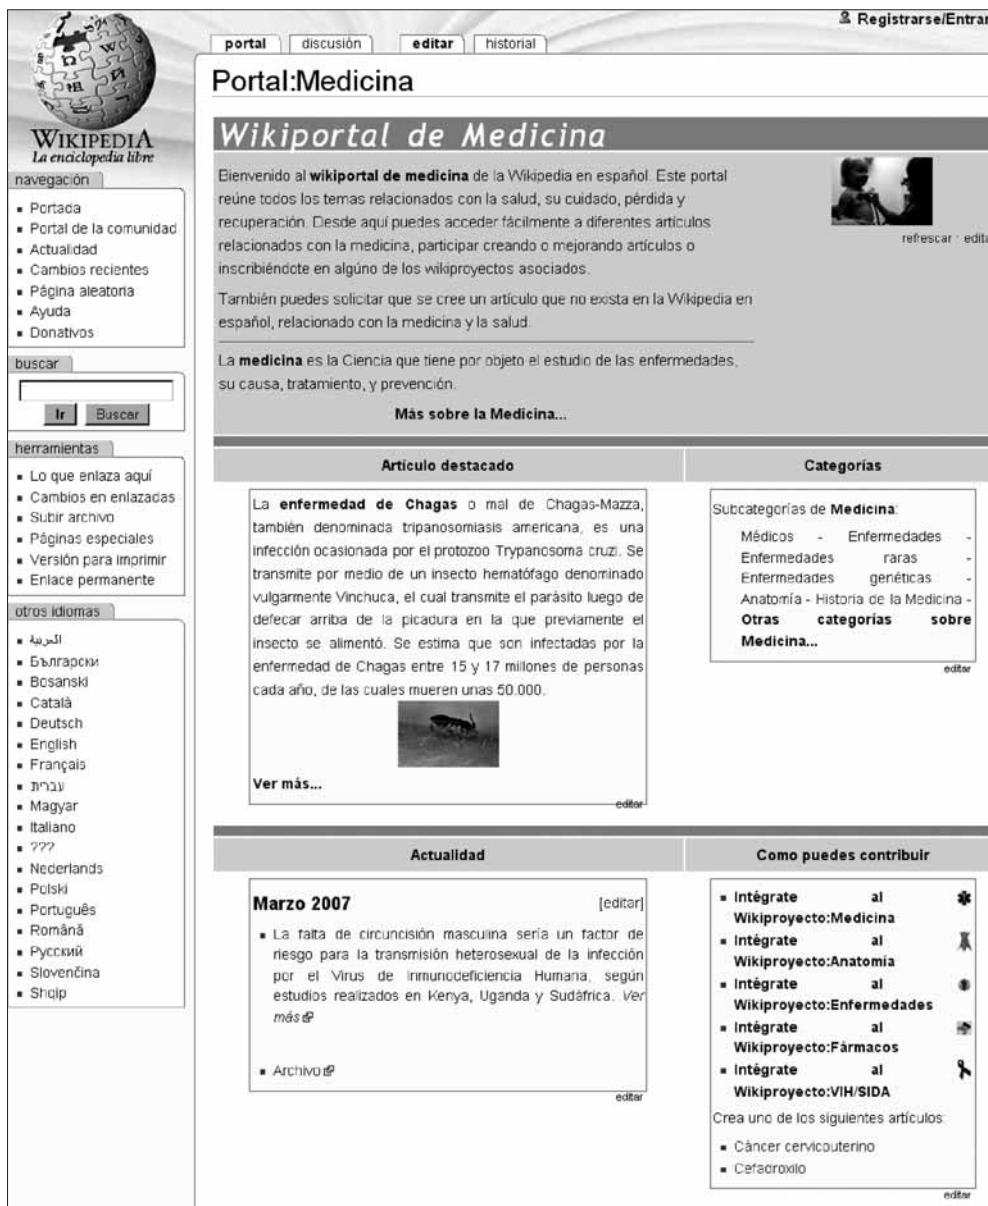 Registrarse/Entrar
portal discusión editar historial
WIKIPEDIA
La enciclopedia libre
navegación
Portada
Portal de la comunidad
Actualidad
Cambios recientes
Página aleatoria
Ayuda
Donativos
buscar
Ir Buscar
herramientas
Lo que enlaza aquí
Cambios en enlazadas
Subir archivo
Páginas especiales
Versión para imprimir
Enlace permanente
otros idiomas
العربية
Български
Bosanski
Català
Deutsch
English
Français
עברית
Magyar
Italiano
???
Nederlands
Polski
Português
Română
Русский
Slovenčina
Shqip
Portal:Medicina
Wikiportal de Medicina
Bienvenido al wikiportal de medicina de la Wikipedia en español. Este portal
reúne todos los temas relacionados con la salud, su cuidado, pérdida y
recuperación. Desde aquí puedes acceder fácilmente a diferentes artículos
relacionados con la medicina, participar creando o mejorando artículos o
inscribiéndote en algúno de los wikiproyectos asociados.
También puedes solicitar que se cree un artículo que no exista en la Wikipedia en
español, relacionado con la medicina y la salud.
La medicina es la Ciencia que tiene por objeto el estudio de las enfermedades,
su causa, tratamiento, y prevención.
Más sobre la Medicina...
refrescar · edita
Artículo destacado
La enfermedad de Chagas o mal de Chagas-Mazza,
también denominada tripanosomiasis americana, es una
infección ocasionada por el protozoo Trypanosoma cruzi. Se
transmite por medio de un insecto hematófago denominado
vulgarmente Vinchuca, el cual transmite el parásito luego de
defecar arriba de la picadura en la que previamente el
insecto se alimentó. Se estima que son infectadas por la
enfermedad de Chagas entre 15 y 17 millones de personas
cada año, de las cuales mueren unas 50.000.
Ver más...
editar
Categorías
Subcategorías de Medicina:
Médicos - Enfermedades -
Enfermedades raras -
Enfermedades genéticas -
Anatomía - Historia de la Medicina -
Otras categorías sobre
Medicina...
editar
Actualidad
Marzo 2007 [editar]
La falta de circuncisión masculina sería un factor de
riesgo para la transmisión heterosexual de la infección
por el Virus de Inmunodeficiencia Humana, según
estudios realizados en Kenya, Uganda y Sudáfrica. Ver
más
Archivo
editar
Como puedes contribuir
Intégrate al
Wikiproyecto:Medicina
Intégrate al
Wikiproyecto:Anatomía
Intégrate al
Wikiproyecto:Enfermedades
Intégrate al
Wikiproyecto:Fármacos
Intégrate al
Wikiproyecto:VIH/SIDA
Crea uno de los siguientes artículos:
Cáncer cervicouterino
Cefadroxilo
editar